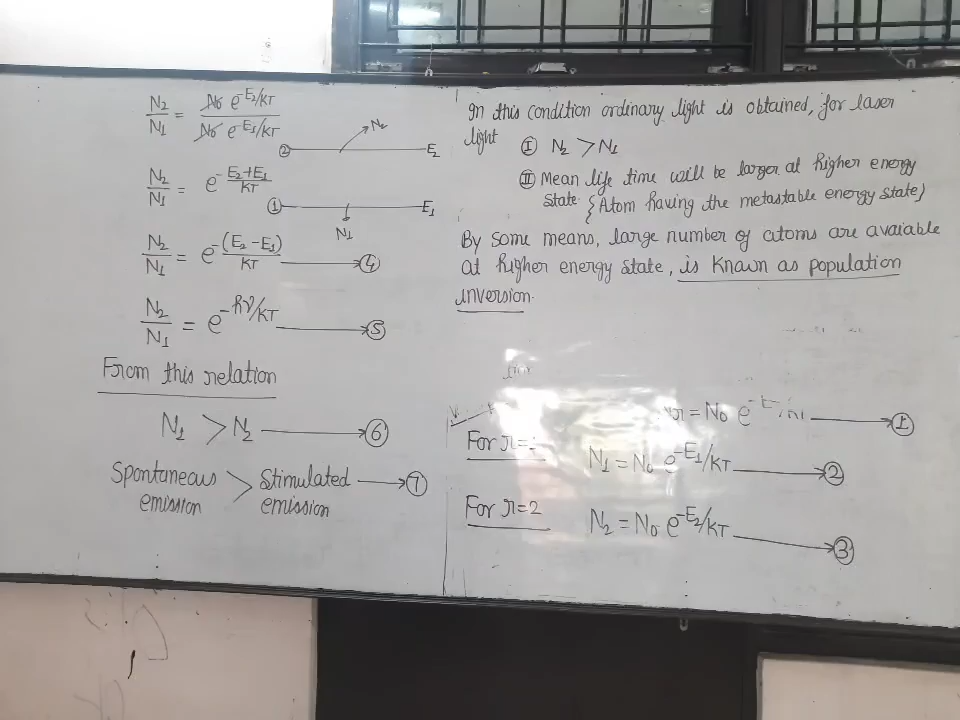 N₂/N₁ = N₀ e^-E₂/KT / N₀ e^-E₁/KT
② N₂ E₂
N₂/N₁ = e^-E₂+E₁/KT
① E₁
N₁
N₂/N₁ = e^-(E₂-E₁)/KT → ④
N₂/N₁ = e^-hν/KT → ⑤
From this relation
N₁ > N₂ → ⑥
Spontaneous emission > Stimulated emission → ⑦
In this condition ordinary light is obtained, for laser
light Ⓘ N₂ > N₁
Ⓘ︎Ⓘ Mean life time will be larger at higher energy
state {Atom having the metastable energy state}
By some means, large number of atoms are avaiable
at higher energy state, is known as population
inversion.
= N₀ e → ①
For n= N₁ = N₀ e^-E₁/KT → ②
For n=2 N₂ = N₀ e^-E₂/KT → ③